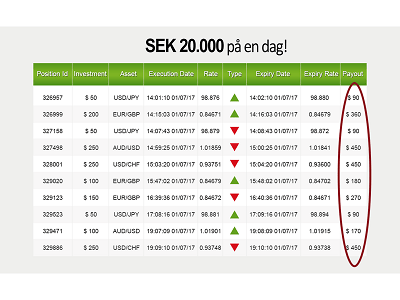 SEK 20.000 på en dag!
Position Id Investment Asset Execution Date Rate Type Expiry Date Expiry Rate Payout
326957 $ 50 USD/JPY 14:01:10 01/07/17 98.876 14:02:10 01/07/17 98.880 $ 90
326999 $ 200 EUR/GBP 14:15:03 01/07/17 0.84671 14:16:03 01/07/17 0.84679 $ 360
327158 $ 50 USD/JPY 14:07:43 01/07/17 98.879 14:08:43 01/07/17 98.872 $ 90
327498 $ 250 AUD/USD 14:59:25 01/07/17 1.01859 15:00:25 01/07/17 1.01841 $ 450
328001 $ 250 USD/CHF 15:03:20 01/07/17 0.93751 15:04:20 01/07/17 0.93600 $ 450
329020 $ 100 EUR/GBP 15:47:02 01/07/17 0.84679 15:48:02 01/07/17 0.84702 $ 180
329123 $ 150 EUR/GBP 16:39:36 01/07/17 0.84672 16:40:36 01/07/17 0.84671 $ 270
329523 $ 50 USD/JPY 17:08:16 01/07/17 98.881 17:09:16 01/07/17 98.894 $ 90
329471 $ 100 AUD/USD 19:07:09 01/07/17 1.01901 19:08:09 01/07/17 1.01915 $ 170
329886 $ 250 USD/CHF 19:09:10 01/07/17 0.93748 19:10:10 01/07/17 0.93738 $ 450